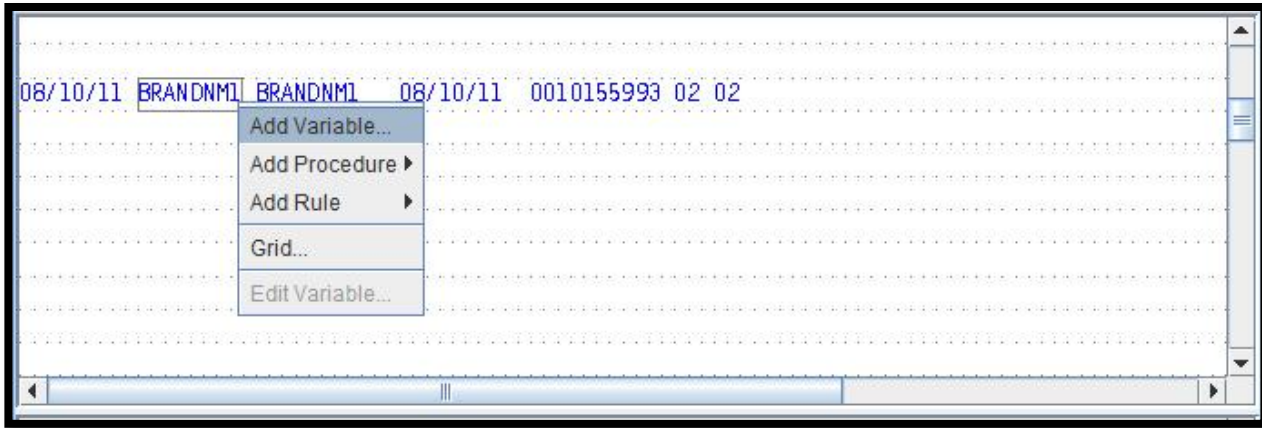 08/10/11 BRANDNM1 BRANDNM1 08/10/11 0010155993 02 02
Add Variable...
Add Procedure
Add Rule
Grid...
Edit Variable...